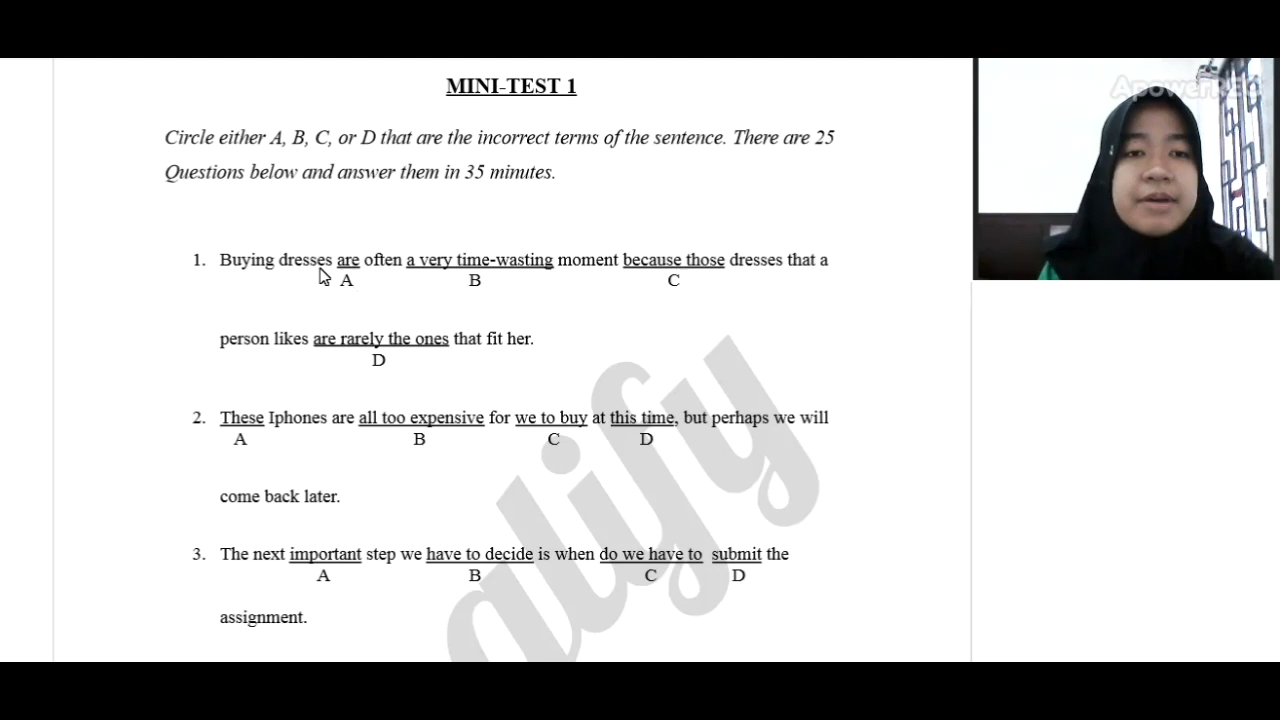 MINI-TEST 1
Circle either A, B, C, or D that are the incorrect terms of the sentence. There are 25
Questions below and answer them in 35 minutes.
1. Buying dresses are often a very time-wasting moment because those dresses that a
A B C
person likes are rarely the ones that fit her.
D
2. These Iphones are all too expensive for we to buy at this time, but perhaps we will
A B C D
come back later.
3. The next important step we have to decide is when do we have to submit the
A B C D
assignment.
ApowerREC